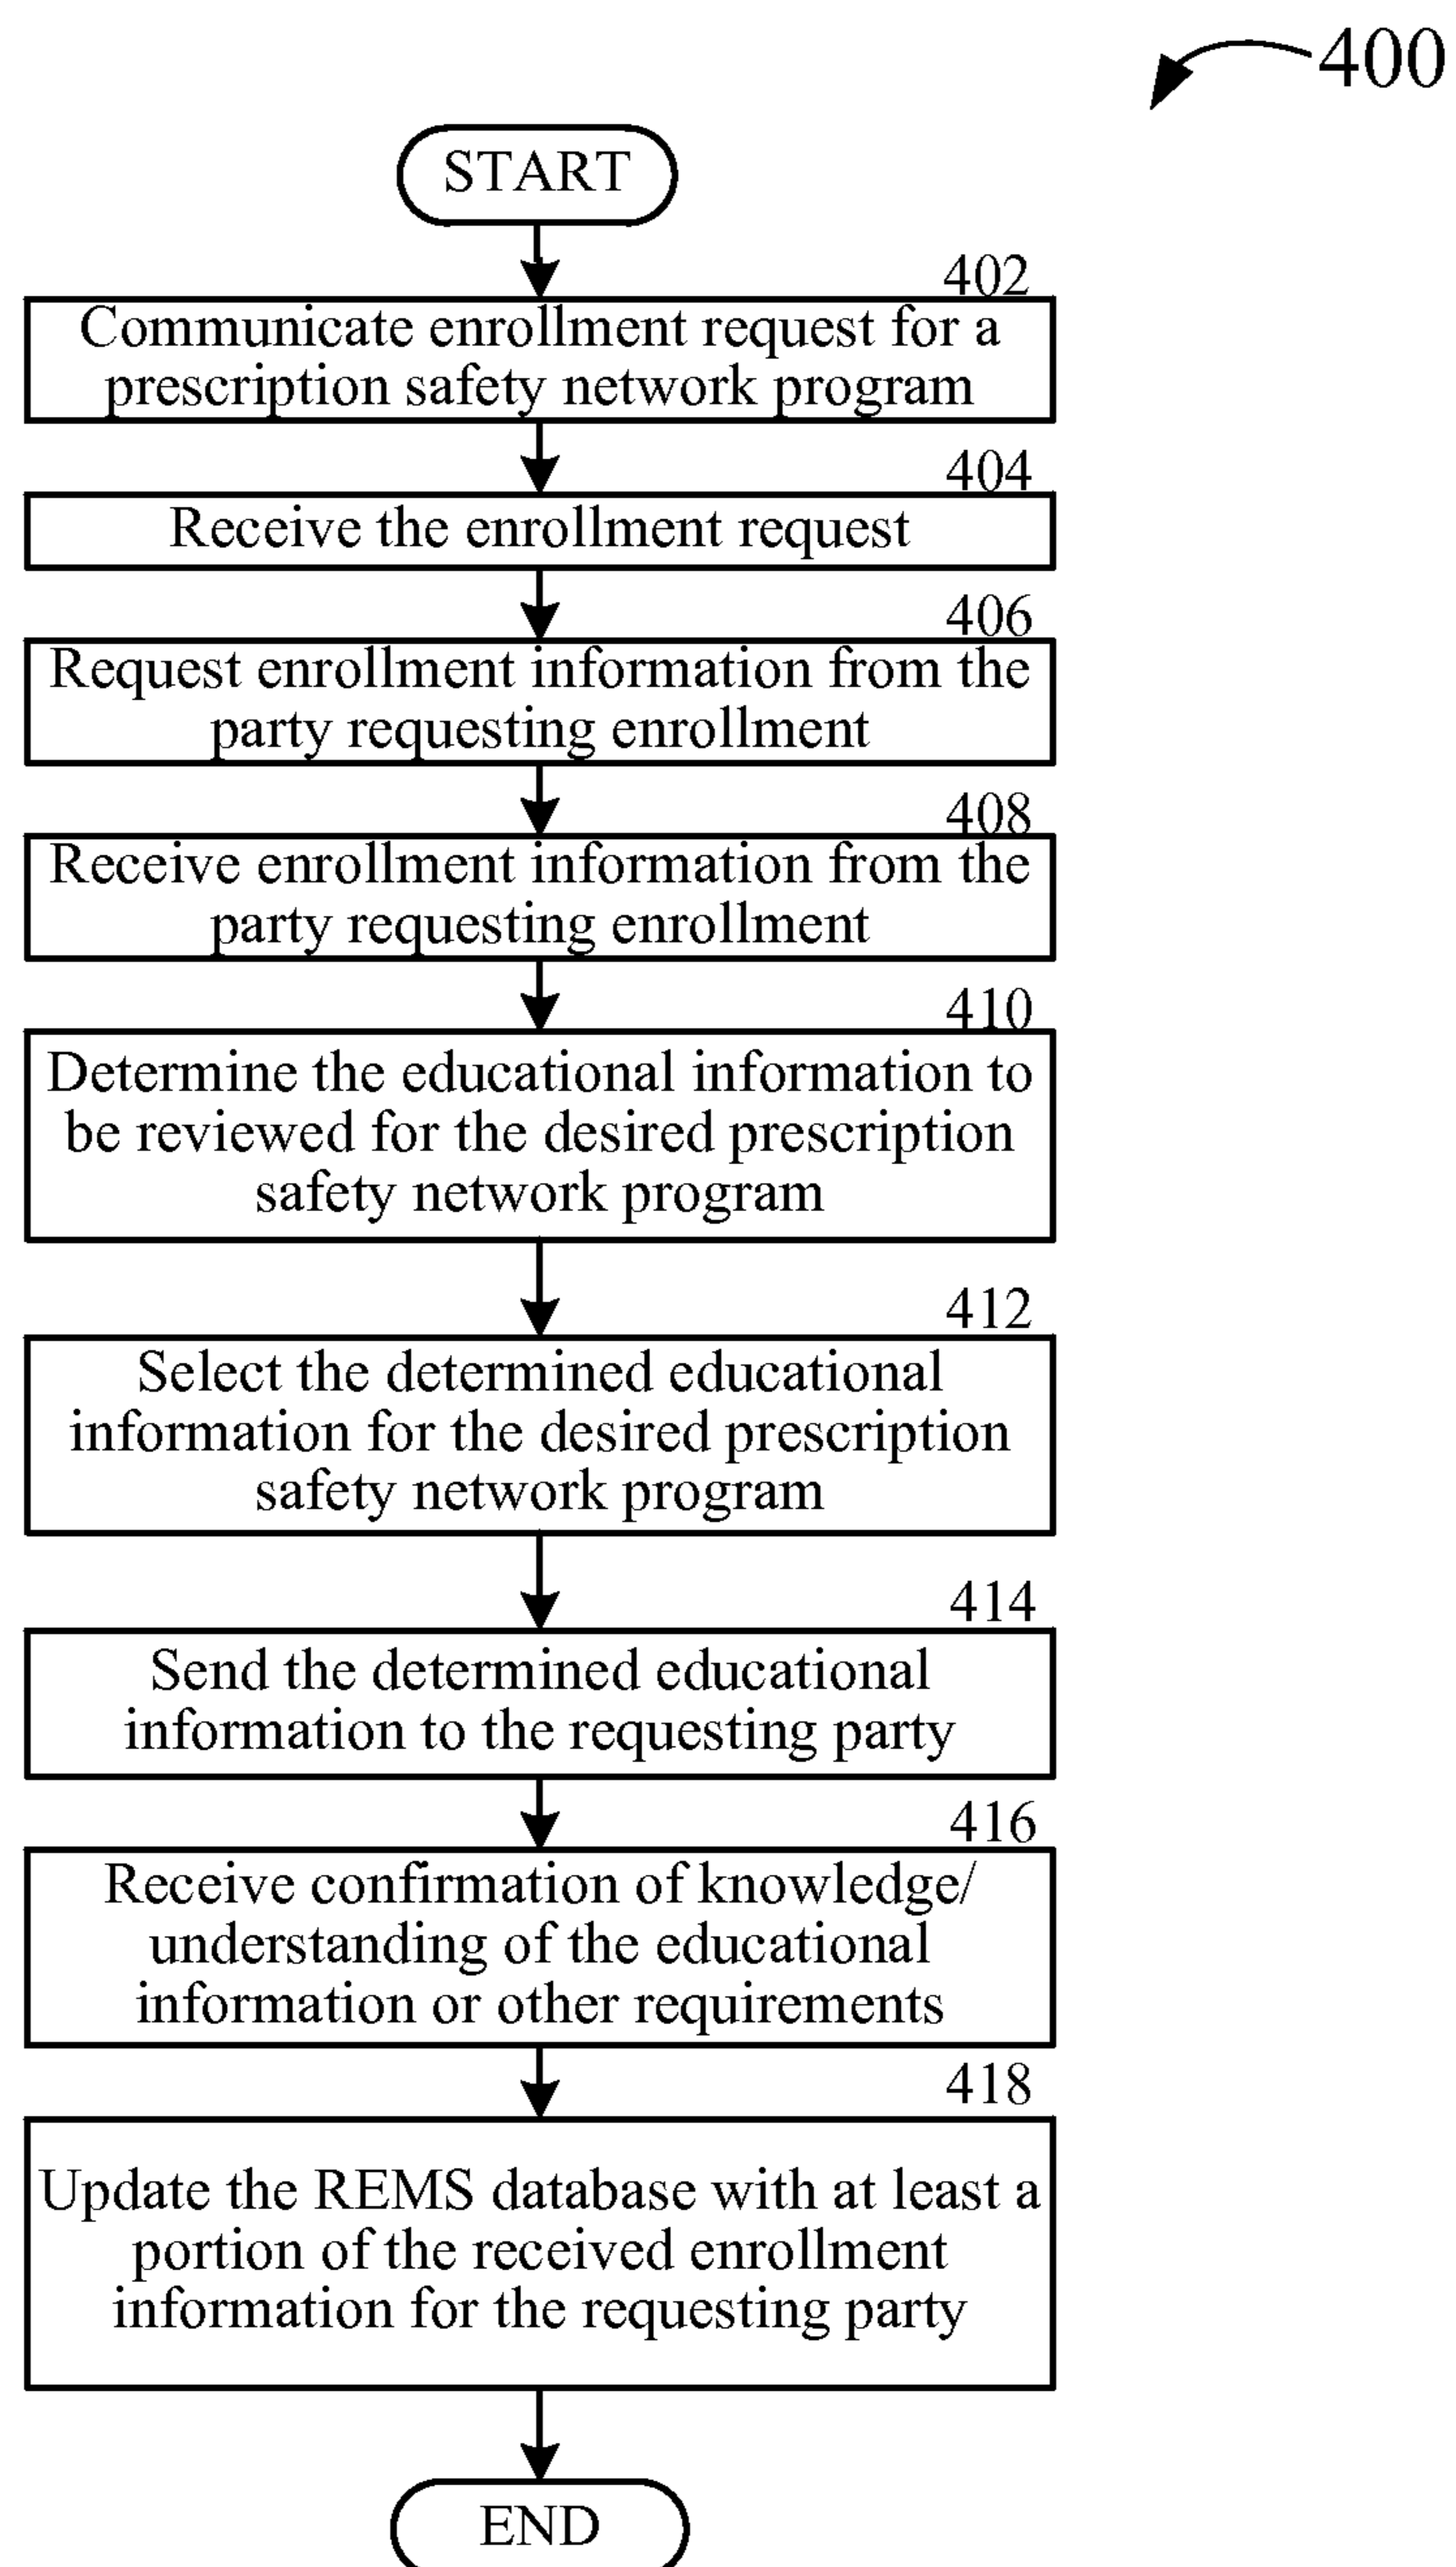 400
START
402
Communicate enrollment request for a
prescription safety network program
404
Receive the enrollment request
406
Request enrollment information from the
party requesting enrollment
408
Receive enrollment information from the
party requesting enrollment
410
Determine the educational information to
be reviewed for the desired prescription
safety network program
412
Select the determined educational
information for the desired prescription
safety network program
414
Send the determined educational
information to the requesting party
416
Receive confirmation of knowledge/
understanding of the educational
information or other requirements
418
Update the REMS database with at least a
portion of the received enrollment
information for the requesting party
END